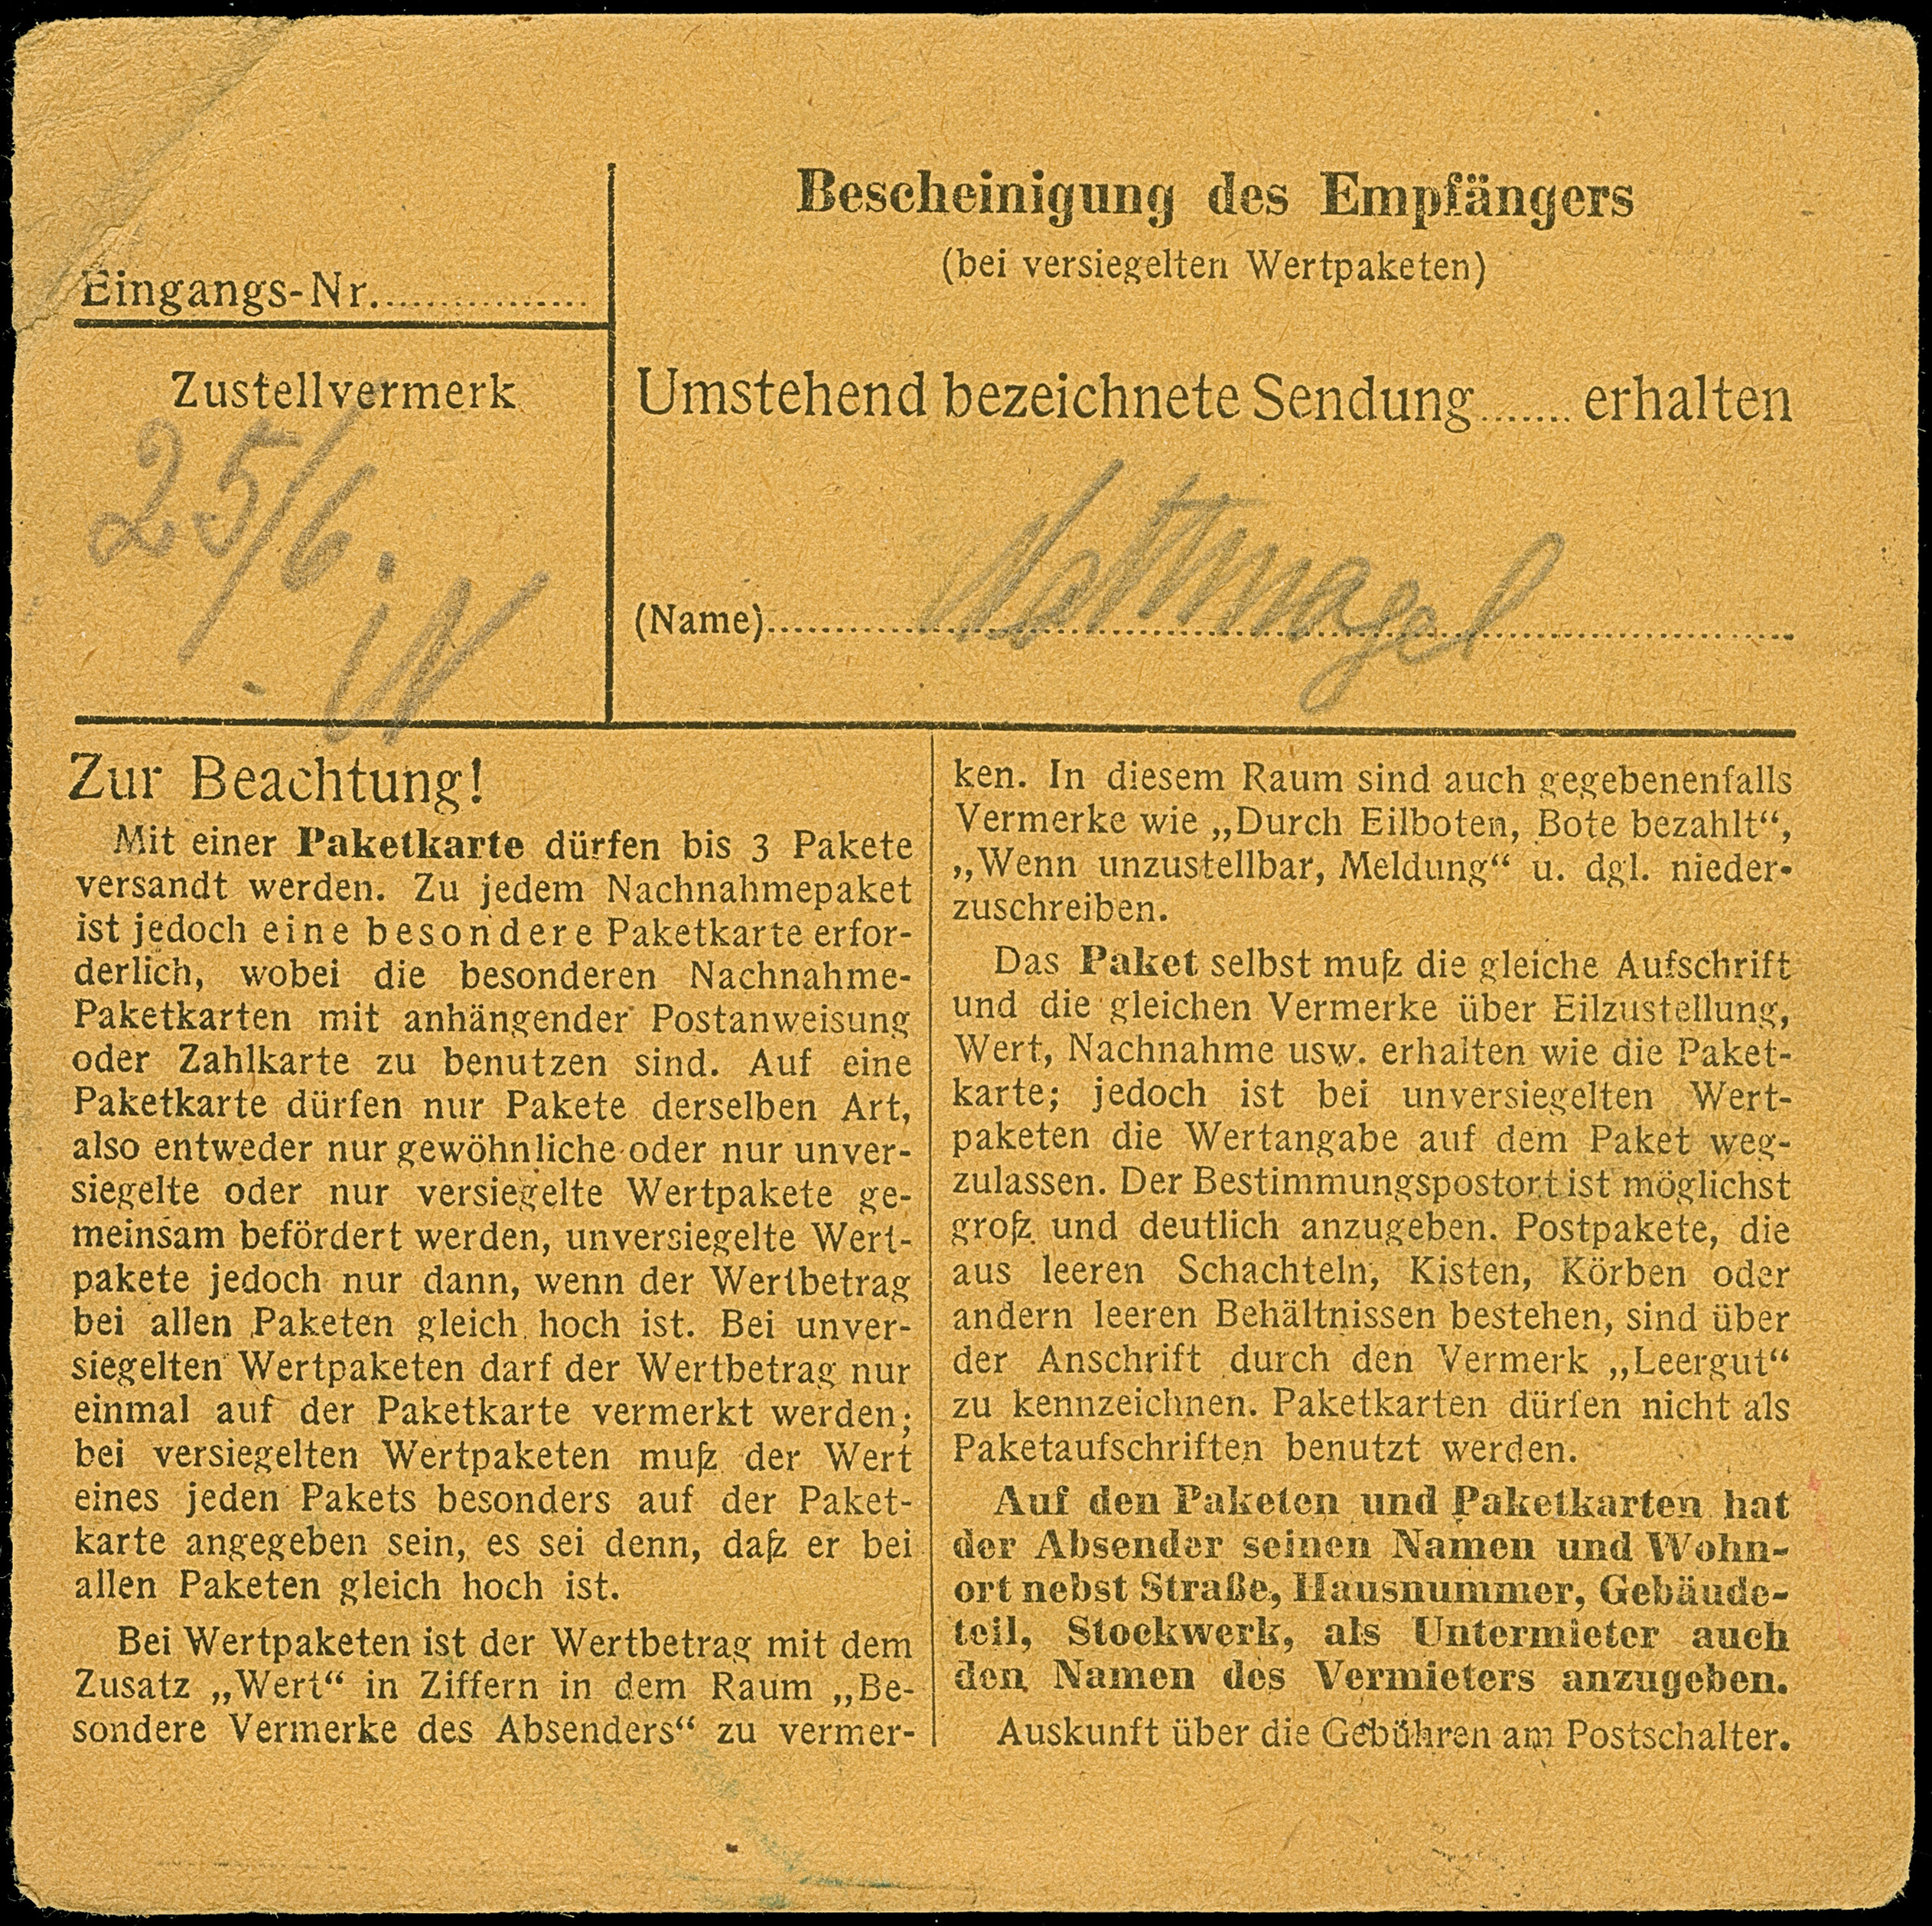 Eingangs-Nr.
Zustellvermerk
25/6.
Bescheinigung des Empfängers
(bei versiegelten Wertpaketen)
Umstehend bezeichnete Sendung....... erhalten
(Name)
Zur Beachtung!
Mit einer Paketkarte dürfen bis 3 Pakete
versandt werden. Zu jedem Nachnahmepaket
ist jedoch eine besondere Paketkarte erfor-
derlich, wobei die besonderen Nachnahme-
Paketkarten mit anhängender Postanweisung
oder Zahlkarte zu benutzen sind. Auf eine
Paketkarte dürfen nur Pakete derselben Art,
also entweder nur gewöhnliche oder nur unver-
siegelte oder nur versiegelte Wertpakete ge-
meinsam befördert werden, unversiegelte Wert-
pakete jedoch nur dann, wenn der Wertbetrag
bei allen Paketen gleich hoch ist. Bei unver-
siegelten Wertpaketen darf der Wertbetrag nur
einmal auf der Paketkarte vermerkt werden;
bei versiegelten Wertpaketen muß der Wert
eines jeden Pakets besonders auf der Paket-
karte angegeben sein, es sei denn, daß er bei
allen Paketen gleich hoch ist.
Bei Wertpaketen ist der Wertbetrag mit dem
Zusatz „Wert“ in Ziffern in dem Raum „Be-
sondere Vermerke des Absenders“ zu vermer-
ken. In diesem Raum sind auch gegebenenfalls
Vermerke wie „Durch Eilboten, Bote bezahlt“,
„Wenn unzustellbar, Meldung“ u. dgl. nieder-
zuschreiben.
Das Paket selbst muß die gleiche Aufschrift
und die gleichen Vermerke über Eilzustellung,
Wert, Nachnahme usw. erhalten wie die Paket-
karte; jedoch ist bei unversiegelten Wert-
paketen die Wertangabe auf dem Paket weg-
zulassen. Der Bestimmungspostort ist möglichst
groß und deutlich anzugeben. Postpakete, die
aus leeren Schachteln, Kisten, Körben oder
andern leeren Behältnissen bestehen, sind über
der Anschrift durch den Vermerk „Leergut“
zu kennzeichnen. Paketkarten dürfen nicht als
Paketaufschriften benutzt werden.
Auf den Paketen und Paketkarten hat
der Absender seinen Namen und Wohn-
ort nebst Straße, Hausnummer, Gebäude-
teil, Stockwerk, als Untermieter auch
den Namen des Vermieters anzugeben.
Auskunft über die Gebühren am Postschalter.